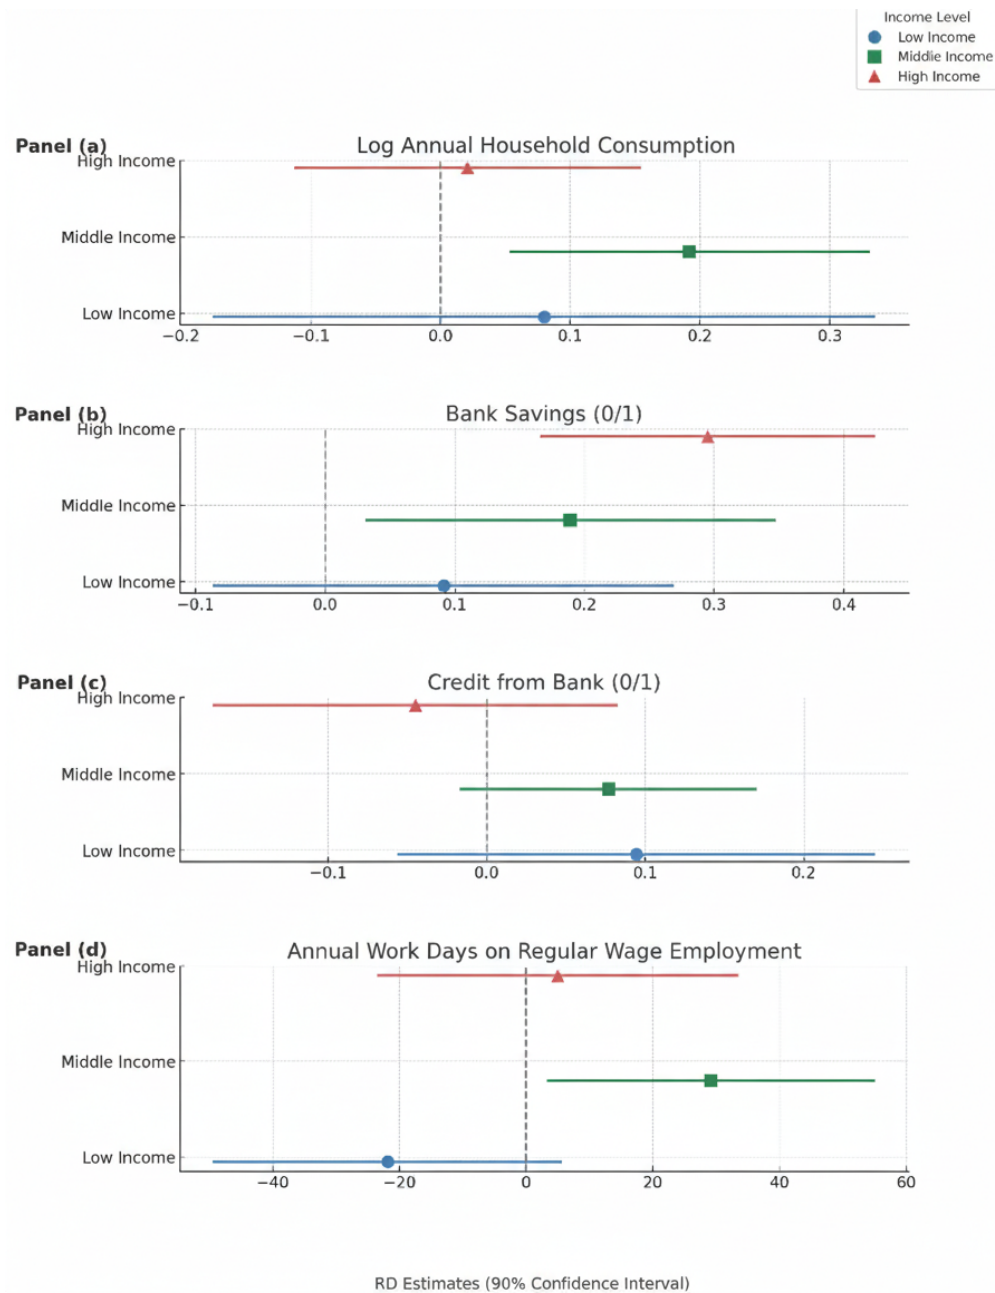 Income Level
Low Income
Middle Income
High Income
Panel (a)
Log Annual Household Consumption
High Income
Middle Income
Low Income
−0.2 −0.1 0.0 0.1 0.2 0.3
Panel (b)
Bank Savings (0/1)
High Income
Middle Income
Low Income
−0.1 0.0 0.1 0.2 0.3 0.4
Panel (c)
Credit from Bank (0/1)
High Income
Middle Income
Low Income
−0.1 0.0 0.1 0.2
Panel (d)
Annual Work Days on Regular Wage Employment
High Income
Middle Income
Low Income
−40 −20 0 20 40 60
RD Estimates (90% Confidence Interval)